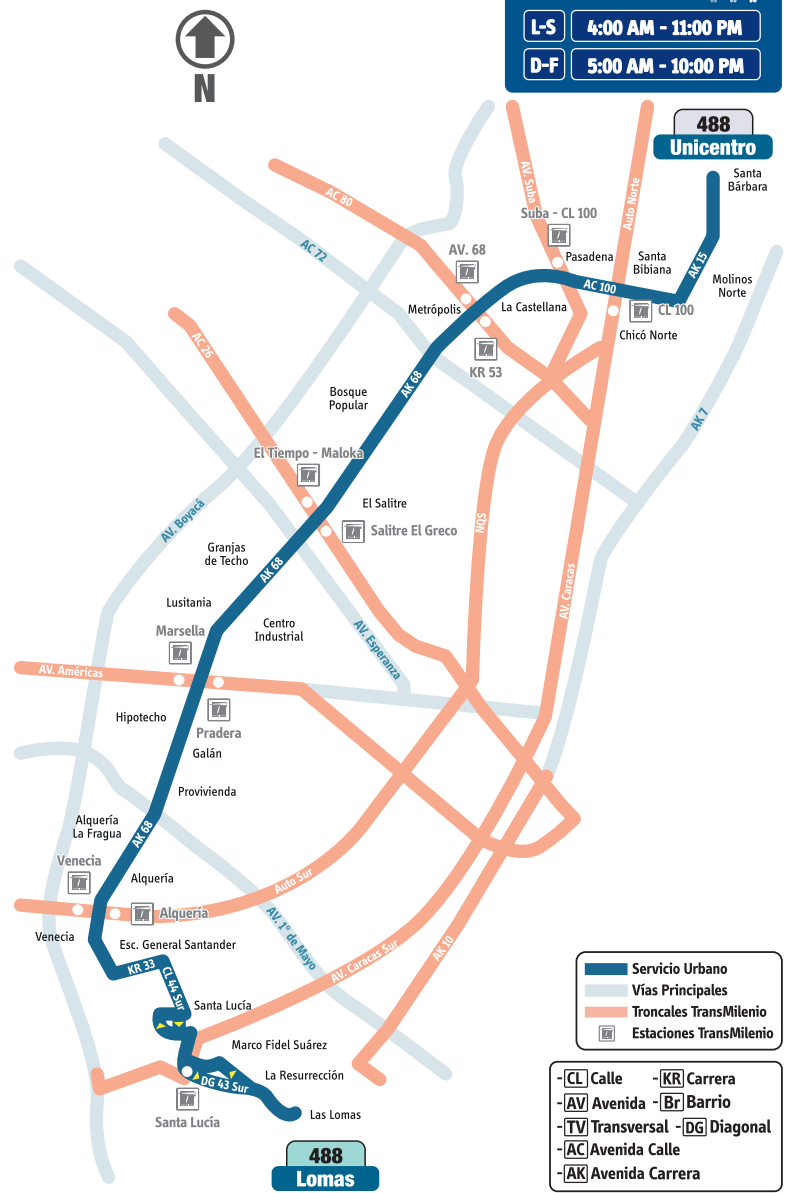 L-S 4:00 AM - 11:00 PM
D-F 5:00 AM - 10:00 PM
N
488
Unicentro
Santa
Bárbara
AV. Suba
Auto Norte
AC 80
Suba - CL 100
AC 72
AV. 68
Pasadena
Santa
Bibiana
AK 15
Molinos
Norte
AC 100
Metrópolis
La Castellana
CL 100
Chicó Norte
AC 26
KR 53
AK 68
Bosque
Popular
AK 7
El Tiempo - Maloka
El Salitre
AV. Boyacá
NQS
Salitre El Greco
Granjas
de Techo
AK 68
AV. Caracas
Lusitania
Centro
Industrial
Marsella
AV. Esperanza
AV. Américas
Hipotecho
Pradera
Galán
Provivienda
Alquería
La Fragua
AK 68
Venecia
Alquería
Auto Sur
Alquería
AV. 1° de Mayo
Venecia
Esc. General Santander
AK 10
KR 33
AV. Caracas Sur
CL 44 Sur
Santa Lucía
Marco Fidel Suárez
La Resurrección
DG 43 Sur
Santa Lucía
Las Lomas
488
Lomas
Servicio Urbano
Vías Principales
Troncales TransMilenio
Estaciones TransMilenio
-CL Calle -KR Carrera
-AV Avenida -Br Barrio
-TV Transversal -DG Diagonal
-AC Avenida Calle
-AK Avenida Carrera